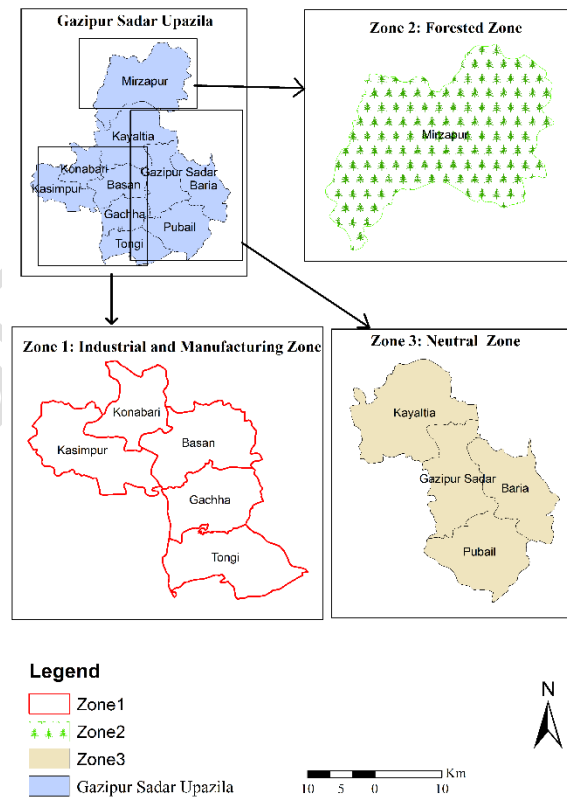 Gazipur Sadar Upazila
Mirzapur
Kayaltia
Konabari
Gazipur Sadar
Kasimpur
Basan
Baria
Gachha
Pubail
Tongi
Zone 2: Forested Zone
Mirzapur
Zone 1: Industrial and Manufacturing Zone
Konabari
Kasimpur
Basan
Gachha
Tongi
Zone 3: Neutral Zone
Kayaltia
Gazipur Sadar
Baria
Pubail
Legend
Zone1
Zone2
Zone3
Gazipur Sadar Upazila
N
Km
10 5 0 10